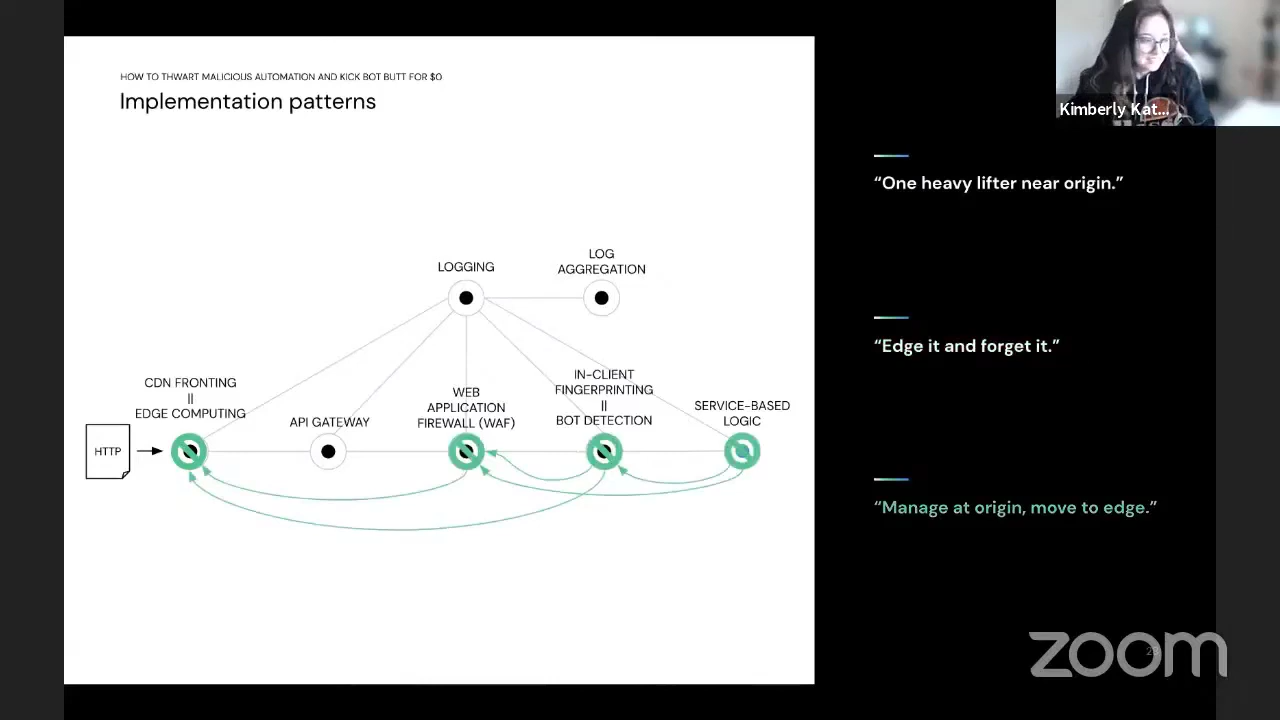 HOW TO THWART MALICIOUS AUTOMATION AND KICK BOT BUTT FOR $0
Implementation patterns
LOGGING
LOG
AGGREGATION
CDN FRONTING
||
EDGE COMPUTING
API GATEWAY
WEB
APPLICATION
FIREWALL (WAF)
IN-CLIENT
FINGERPRINTING
||
BOT DETECTION
SERVICE-BASED
LOGIC
HTTP
Kimberly Kat...
“One heavy lifter near origin.”
“Edge it and forget it.”
“Manage at origin, move to edge.”
zoom